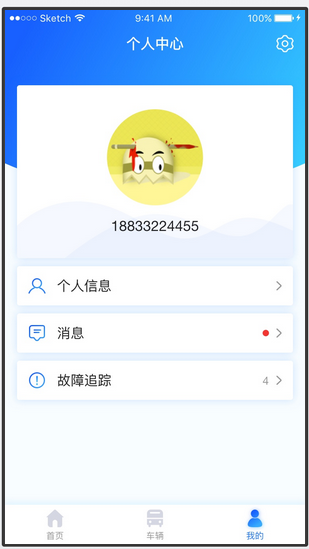 Sketch 9:41 AM 100%
个人中心
18833224455
个人信息
消息
故障追踪 4
首页 车辆 我的